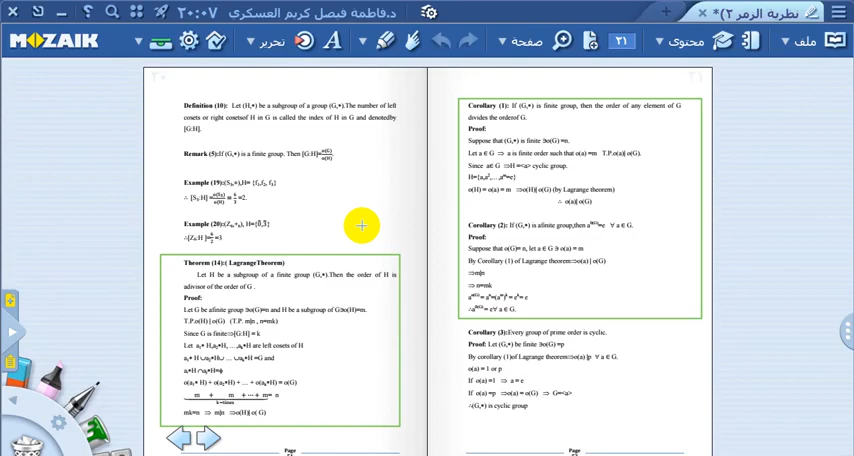 نظرية الزمر ٢)*
د.فاطمة فيصل كريم العسكري
٢٠:٠٧
ملف
محتوى
٢١
صفحة
تحرير
MOZAIK
Definition (10): Let (H,*) be a subgroup of a group (G,*).The number of left
cosets or right cosetsof H in G is called the index of H in G and denotedby
[G:H].
Remark (5):If (G,*) is a finite group. Then [G:H]=o(G)/o(H)
Example (19):(S₃,∘),H= {f₁,f₂, f₃}
∴ [S₃:H] =o(S₃)/o(H) = 6/3 =2.
Example (20):(Z₆,+₆), H={0̄,3̄}
∴[Z₆:H ]=6/2 =3
Theorem (14):( LagrangeTheorem)
Let H be a subgroup of a finite group (G,*).Then the order of H is
adivisor of the order of G .
Proof:
Let G be afinite group ∋o(G)=n and H be a subgroup of G∋o(H)=m.
T.P.o(H) | o(G) (T.P. m|n , n=mk)
Since G is finite⇒[G:H] = k
Let a₁* H,a₂*H, …,aₖ*H are left cosets of H
a₁* H ∪a₂*H∪ … ∪aₖ*H =G and
aᵢ*H ∩aⱼ*H=ϕ
o(a₁* H) + o(a₂*H) + … + o(aₖ*H) = o(G)
m + m + ⋯ + m = n
k−times
mk=n ⇒ m|n ⇒o(H)| o( G)
Page
Corollary (1): If (G,*) is finite group, then the order of any element of G
divides the orderof G.
Proof:
Suppose that (G,*) is finite ∋o(G) =n.
Let a ∈ G ⇒ a is finite order such that o(a) =m T.P.o(a)| o(G).
Since a∈ G ⇒H =<a> cyclic group.
H={a,a²,…,aᵐ=e}
o(H) = o(a) = m ⇒o(H)| o(G) (by Lagrange theorem)
∴ o(a)| o(G)
Corollary (2): If (G,*) is afinite group,then aᵒ⁽ᴳ⁾=e ∀ a ∈ G.
Proof:
Suppose that o(G)= n, let a ∈ G ∋ o(a) = m
By Corollary (1) of Lagrange theorem⇒o(a) | o(G)
⇒m|n
⇒ n=mk
aᵒ⁽ᴳ⁾ = aⁿ =(aᵐ)ᵏ = eᵏ = e
∴aᵒ⁽ᴳ⁾ = e∀ a ∈ G.
Corollary (3):Every group of prime order is cyclic.
Proof: Let (G,*) be finite ∋o(G) =p
By corollary (1)of Lagrange theorem⇒o(a) |p ∀ a ∈ G.
o(a) = 1 or p
If o(a) =1 ⇒ a = e
If o(a) =p ⇒o(a) = o(G) ⇒ G=<a>
∴(G,*) is cyclic group
Page